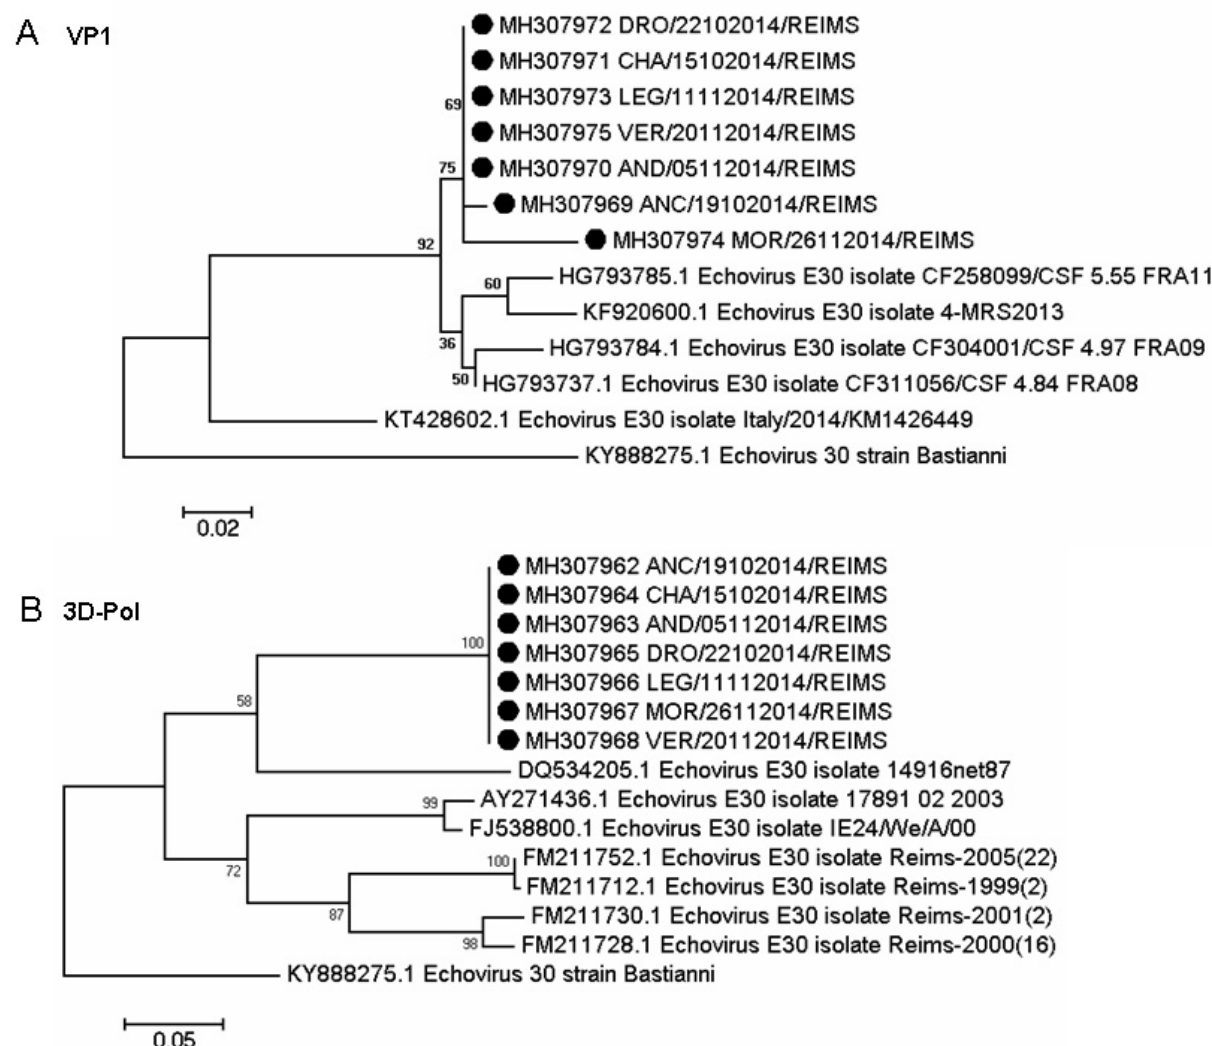 A VP1
MH307972 DRO/22102014/REIMS
MH307971 CHA/15102014/REIMS
69
MH307973 LEG/11112014/REIMS
MH307975 VER/20112014/REIMS
75
MH307970 AND/05112014/REIMS
MH307969 ANC/19102014/REIMS
92
MH307974 MOR/26112014/REIMS
60
HG793785.1 Echovirus E30 isolate CF258099/CSF 5.55 FRA11
KF920600.1 Echovirus E30 isolate 4-MRS2013
36
HG793784.1 Echovirus E30 isolate CF304001/CSF 4.97 FRA09
50
HG793737.1 Echovirus E30 isolate CF311056/CSF 4.84 FRA08
KT428602.1 Echovirus E30 isolate Italy/2014/KM1426449
KY888275.1 Echovirus 30 strain Bastianni
0.02
B 3D-Pol
MH307962 ANC/19102014/REIMS
MH307964 CHA/15102014/REIMS
MH307963 AND/05112014/REIMS
100
MH307965 DRO/22102014/REIMS
MH307966 LEG/11112014/REIMS
58
MH307967 MOR/26112014/REIMS
MH307968 VER/20112014/REIMS
DQ534205.1 Echovirus E30 isolate 14916net87
99
AY271436.1 Echovirus E30 isolate 17891 02 2003
FJ538800.1 Echovirus E30 isolate IE24/We/A/00
72
100
FM211752.1 Echovirus E30 isolate Reims-2005(22)
FM211712.1 Echovirus E30 isolate Reims-1999(2)
87
FM211730.1 Echovirus E30 isolate Reims-2001(2)
98
FM211728.1 Echovirus E30 isolate Reims-2000(16)
KY888275.1 Echovirus 30 strain Bastianni
0.05